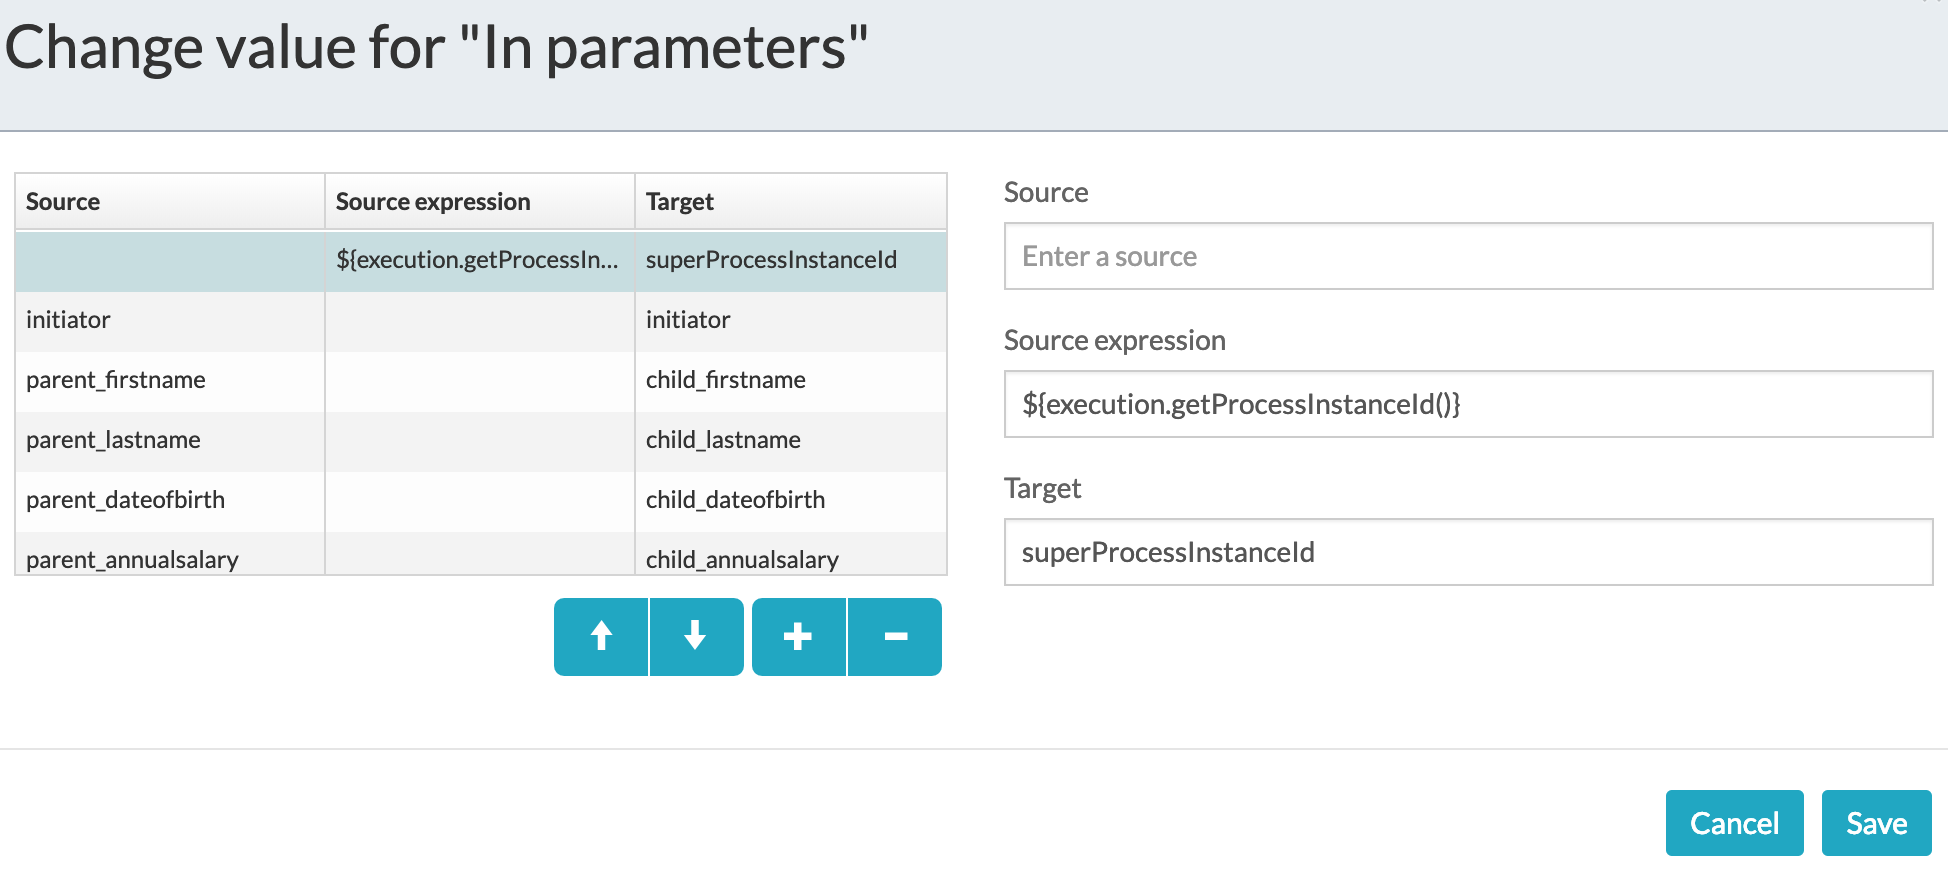 Change value for "In parameters"
Source Source expression Target
${execution.getProcessIn... superProcessInstanceId
initiator initiator
parent_firstname child_firstname
parent_lastname child_lastname
parent_dateofbirth child_dateofbirth
parent_annualsalary child_annualsalary
Source
Enter a source
Source expression
${execution.getProcessInstanceId()}
Target
superProcessInstanceId
Cancel Save